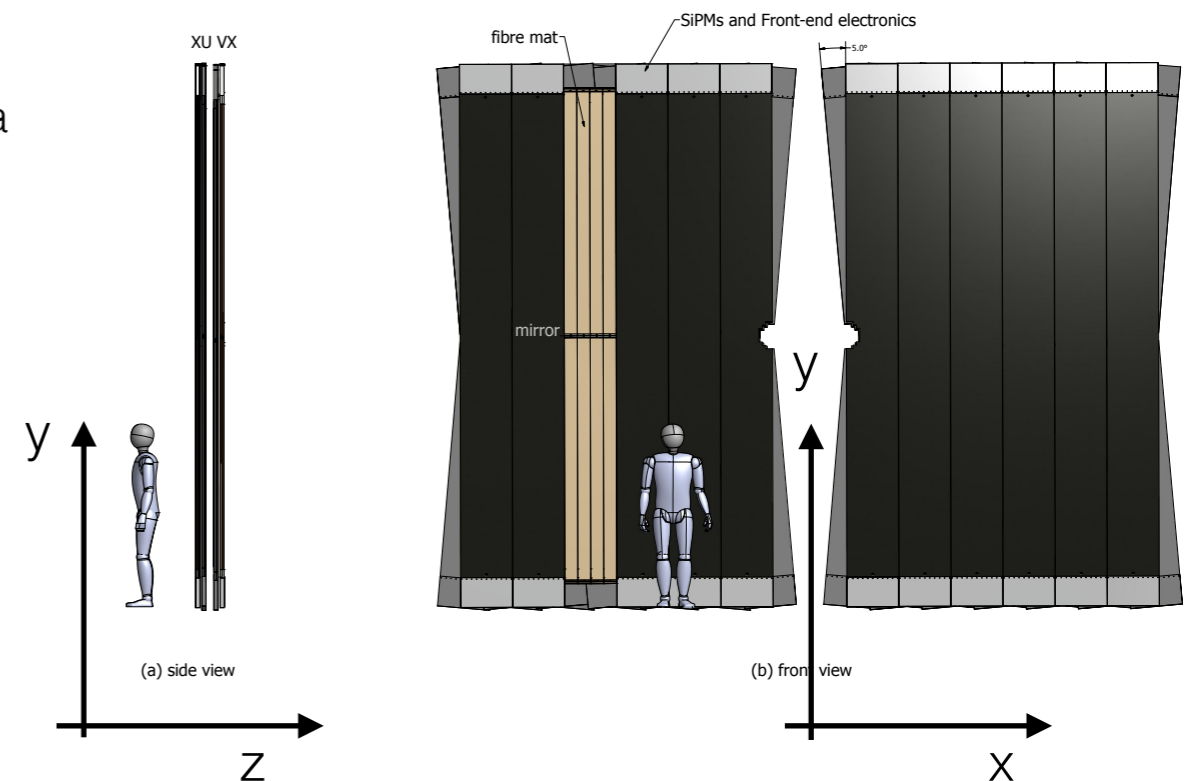 a
XU VX
y
z
(a) side view
fibre mat
SiPMs and Front-end electronics
5.0°
mirror
y
(b) front view
x